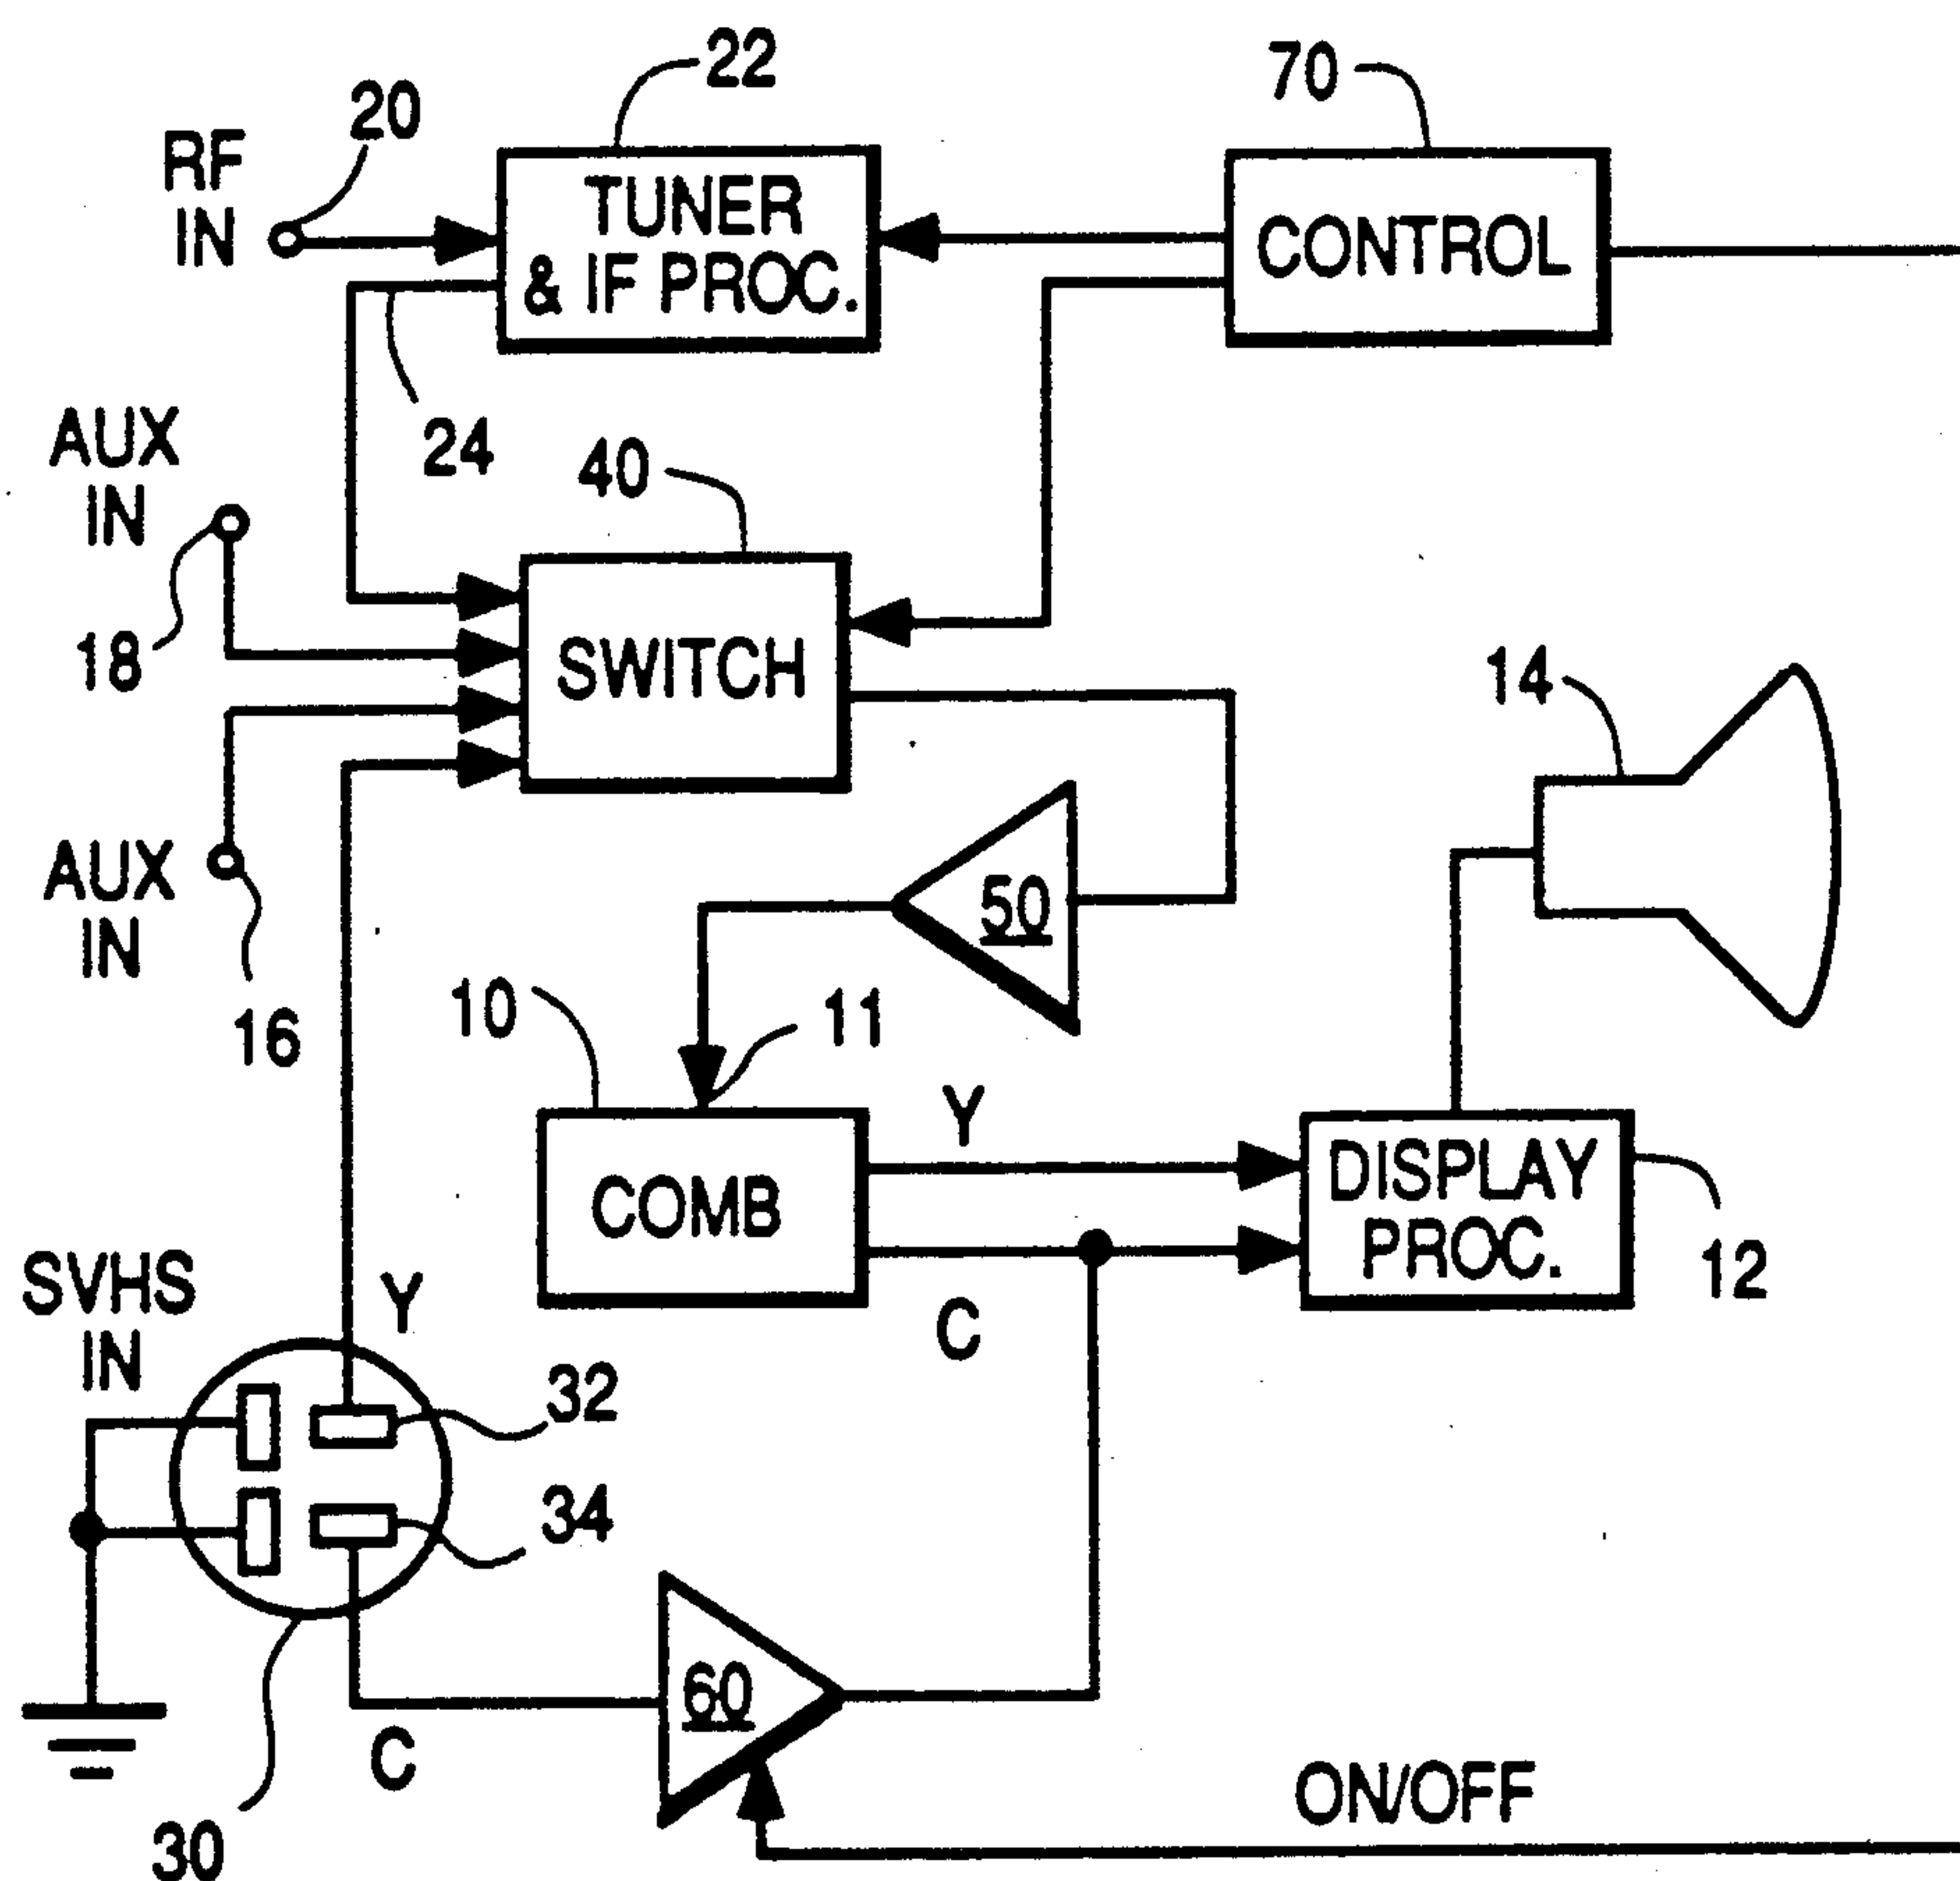 22
70
20
RF
IN
TUNER
& IF PROC.
CONTROL
24
AUX
IN
40
18
SWITCH
14
AUX
IN
50
10
11
16
Y
COMB
DISPLAY
PROC.
12
C
SVHS
IN
Y
32
34
60
C
ON/OFF
30